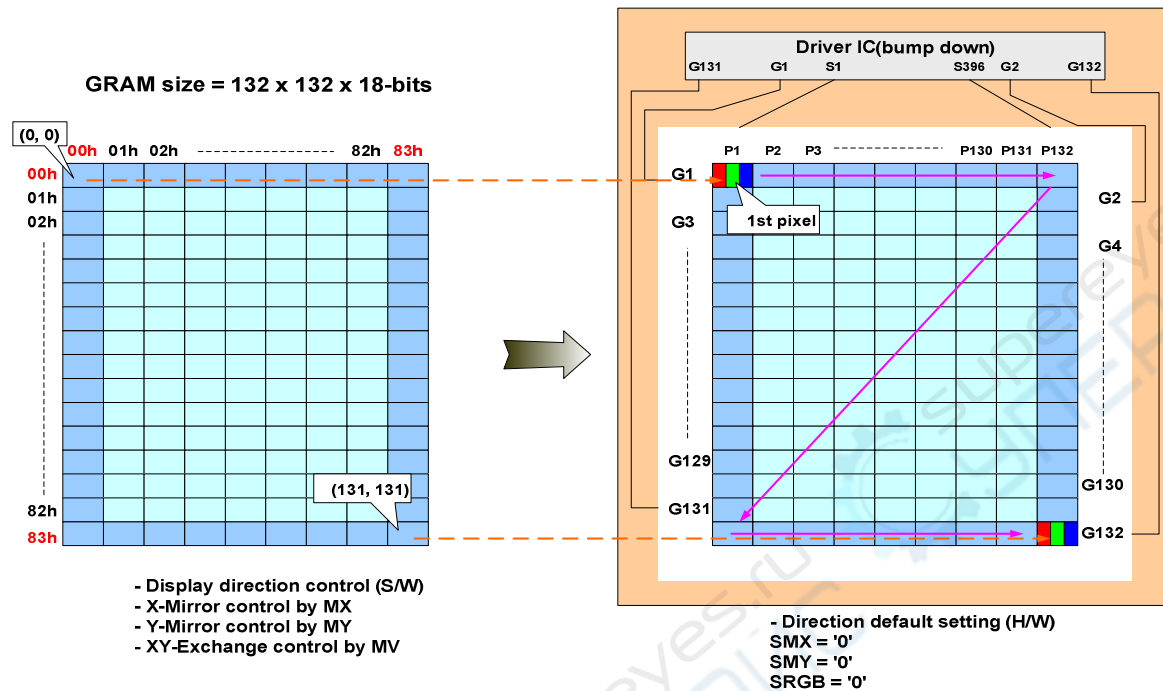 GRAM size = 132 x 132 x 18-bits
(0, 0)
00h 01h 02h 82h 83h
00h
01h
02h
82h
83h
(131, 131)
- Display direction control (S/W)
- X-Mirror control by MX
- Y-Mirror control by MY
- XY-Exchange control by MV
Driver IC(bump down)
G131 G1 S1 S396 G2 G132
P1 P2 P3 P130 P131 P132
G1
G3
G129
G131
1st pixel
G2
G4
G130
G132
- Direction default setting (H/W)
SMX = '0'
SMY = '0'
SRGB = '0'
supereyes.ru